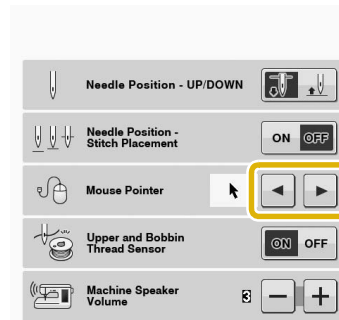 Needle Position - UP/DOWN
Needle Position -
Stitch Placement
ON OFF
Mouse Pointer
Upper and Bobbin
Thread Sensor
ON OFF
Machine Speaker
Volume
3